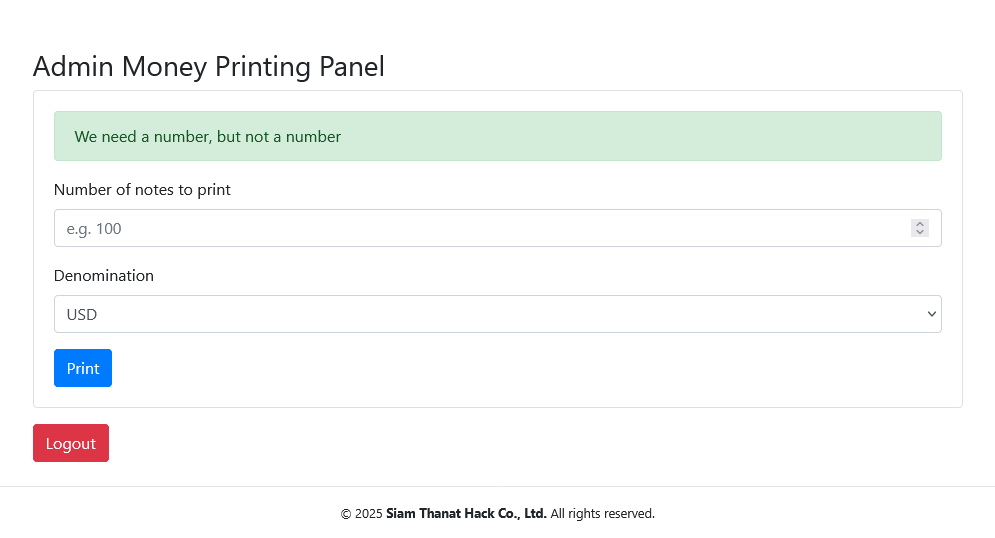 Admin Money Printing Panel
We need a number, but not a number
Number of notes to print
e.g. 100
Denomination
USD
Print
Logout
© 2025 Siam Thanat Hack Co., Ltd. All rights reserved.